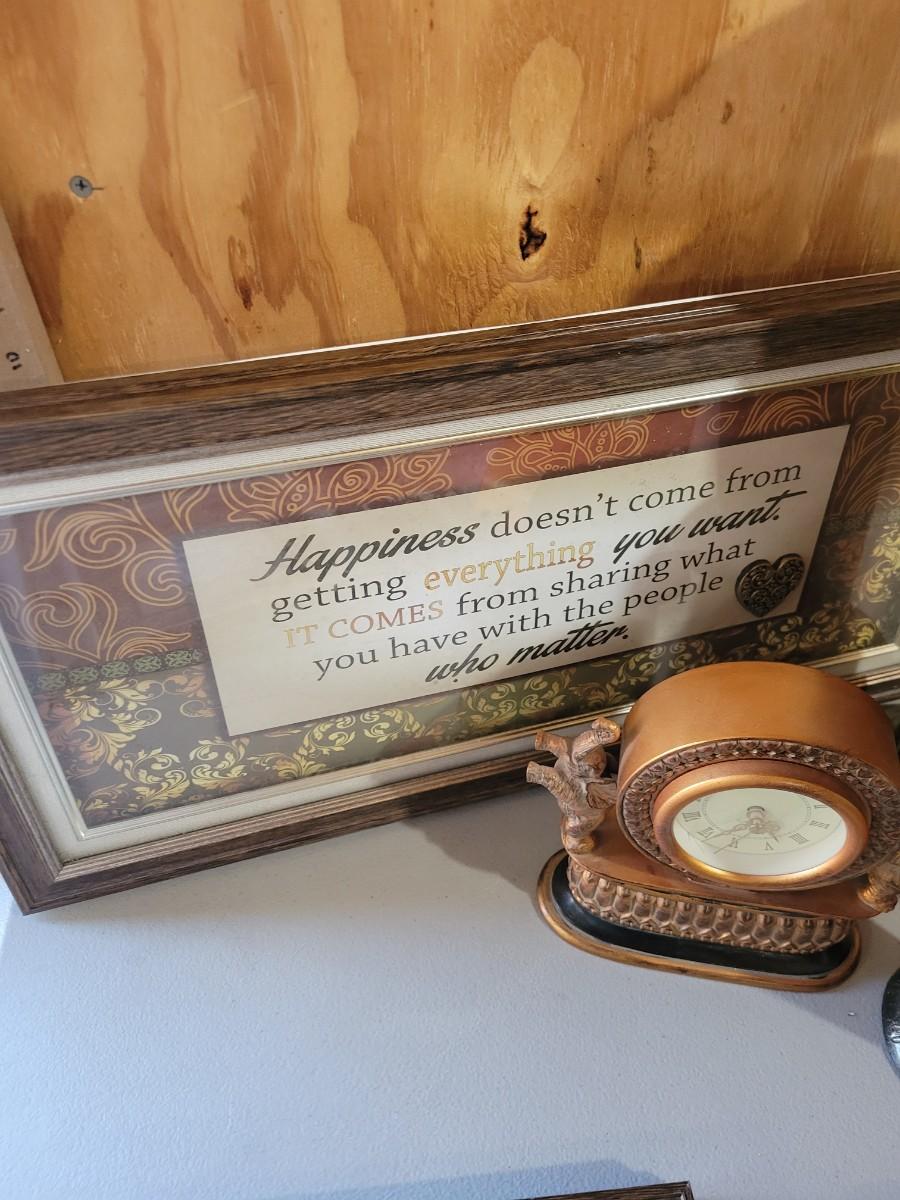 Happiness doesn't come from
getting everything you want.
IT COMES from sharing what
you have with the people
who matter.